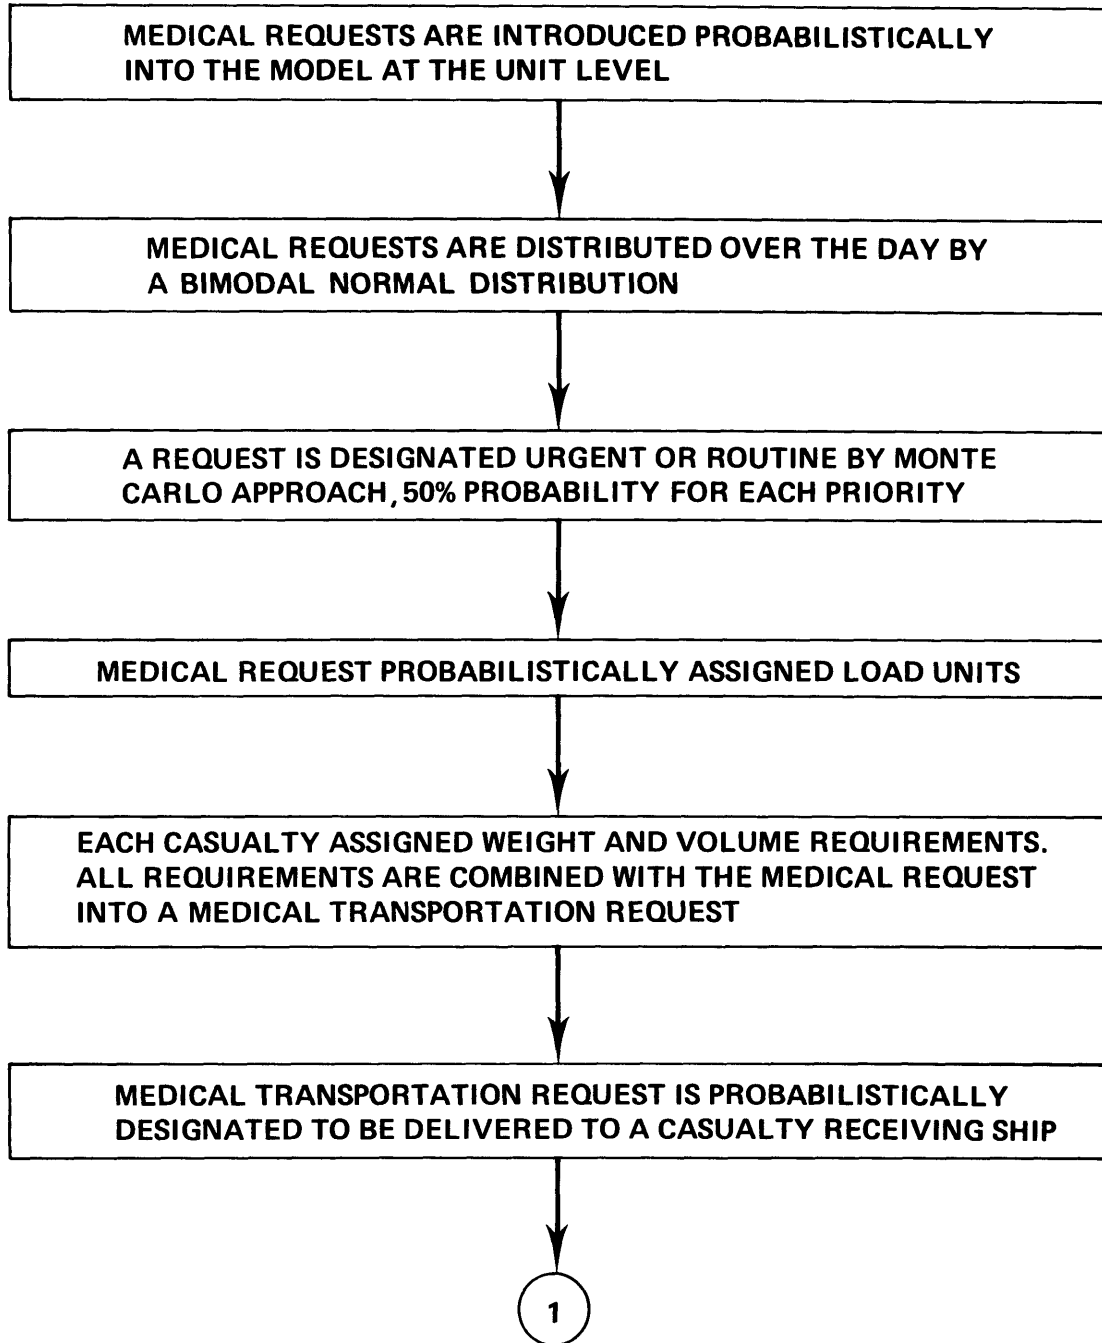 MEDICAL REQUESTS ARE INTRODUCED PROBABILISTICALLY
INTO THE MODEL AT THE UNIT LEVEL
MEDICAL REQUESTS ARE DISTRIBUTED OVER THE DAY BY
A BIMODAL NORMAL DISTRIBUTION
A REQUEST IS DESIGNATED URGENT OR ROUTINE BY MONTE
CARLO APPROACH, 50% PROBABILITY FOR EACH PRIORITY
MEDICAL REQUEST PROBABILISTICALLY ASSIGNED LOAD UNITS
EACH CASUALTY ASSIGNED WEIGHT AND VOLUME REQUIREMENTS.
ALL REQUIREMENTS ARE COMBINED WITH THE MEDICAL REQUEST
INTO A MEDICAL TRANSPORTATION REQUEST
MEDICAL TRANSPORTATION REQUEST IS PROBABILISTICALLY
DESIGNATED TO BE DELIVERED TO A CASUALTY RECEIVING SHIP
1